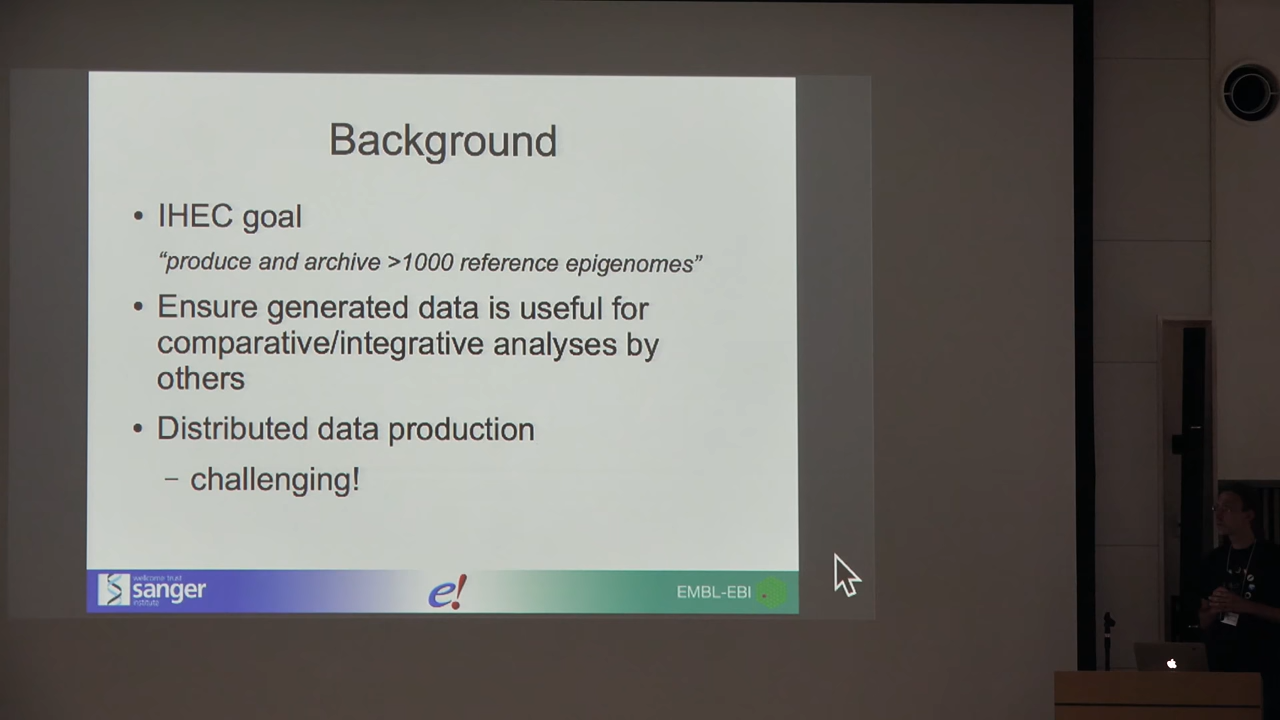 Background
• IHEC goal
“produce and archive >1000 reference epigenomes”
• Ensure generated data is useful for
comparative/integrative analyses by
others
• Distributed data production
– challenging!
wellcome trust
sanger
institute
e!
EMBL-EBI